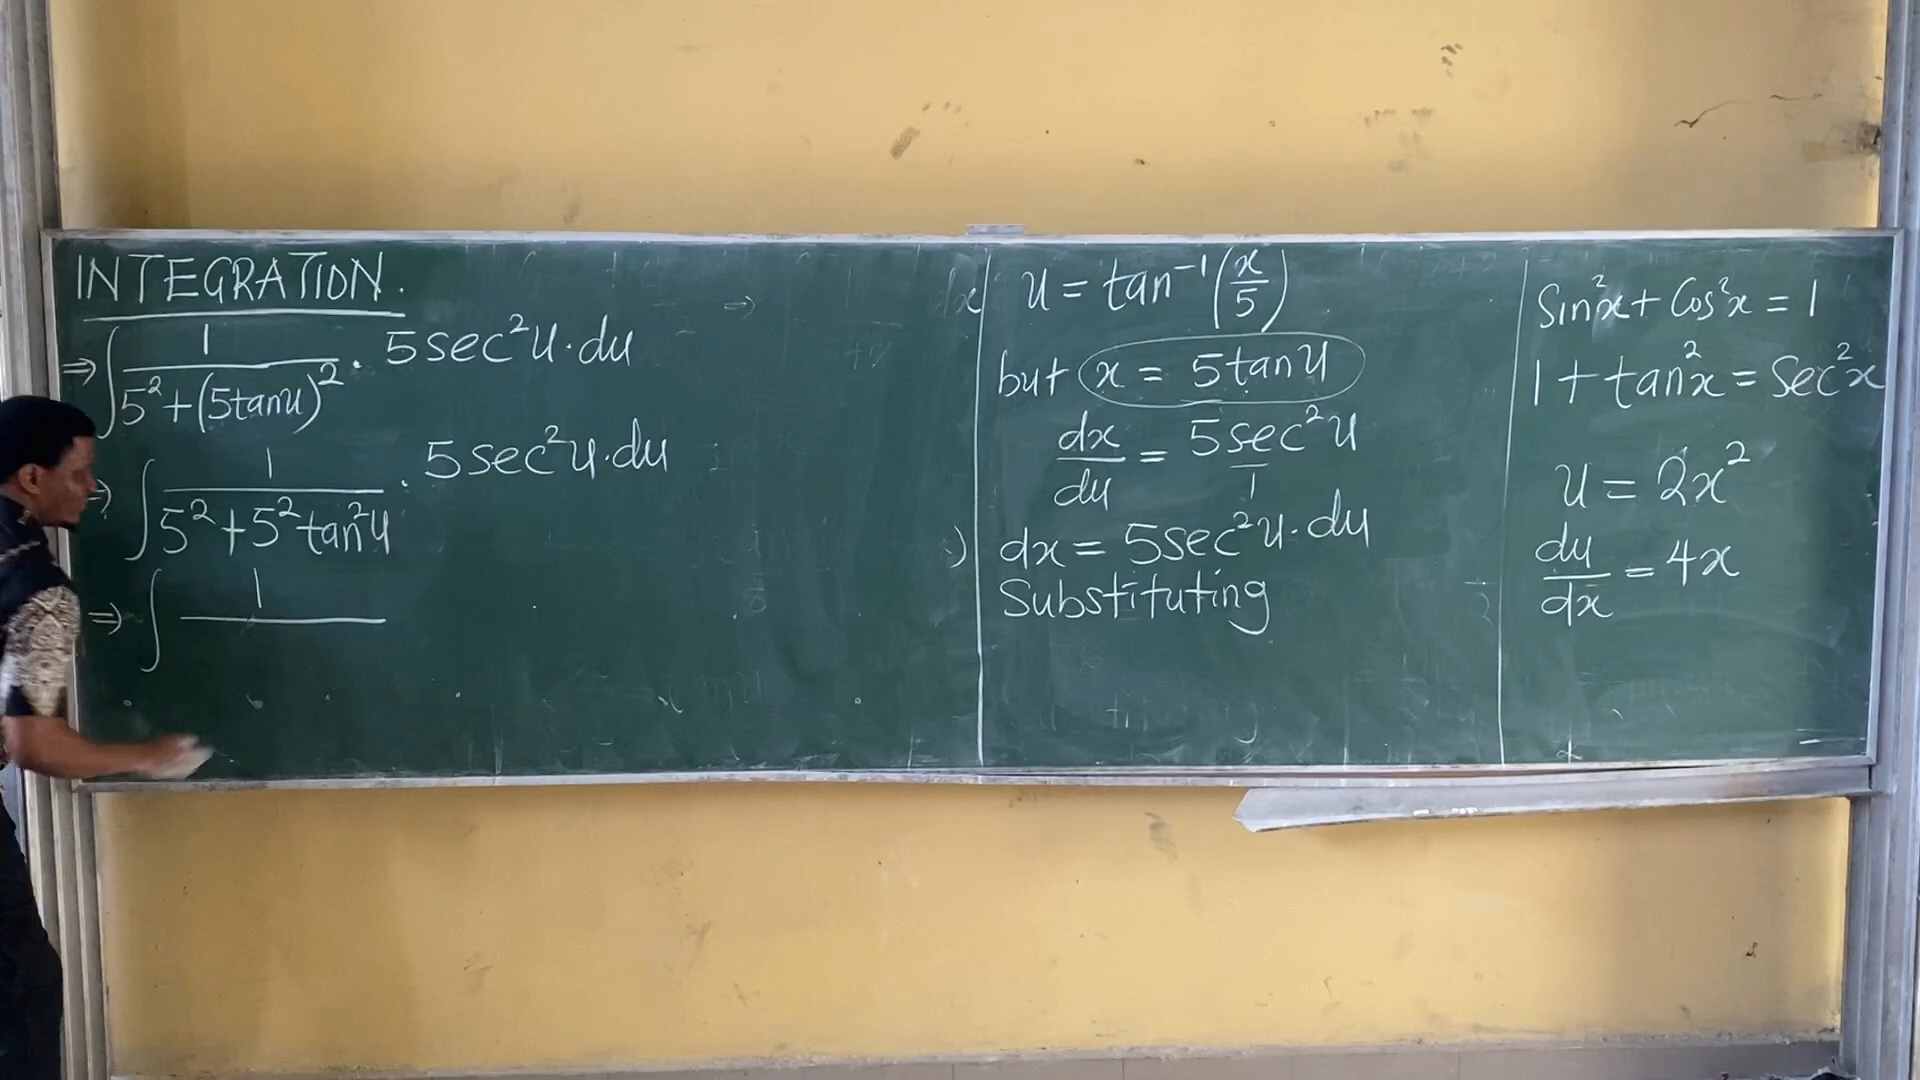 INTEGRATION.
⇒ ∫ 1/(5² + (5tanu)²) · 5sec²u·du
⇒ ∫ 1/(5² + 5²tan²u) · 5sec²u·du
⇒ ∫ 1/
u = tan⁻¹(x/5)
but x = 5tanu
dx/du = 5sec²u/1
dx = 5sec²u·du
Substituting
Sin²x + Cos²x = 1
1 + tan²x = Sec²x
u = 2x²
du/dx = 4x